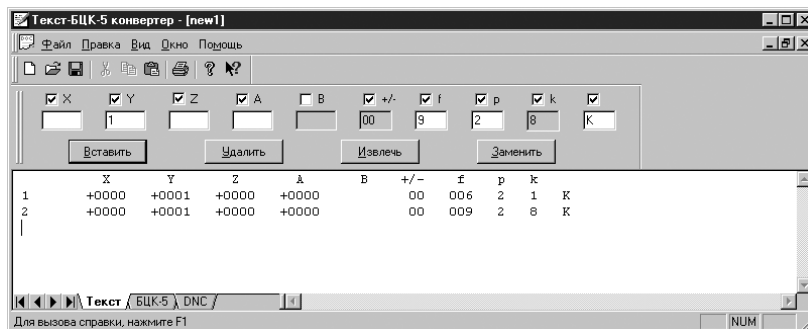 Текст-БЦК-5 конвертер - [new1]
Файл Правка Вид Окно Помощь
X Y Z A B +/- f p k
1 00 9 2 8 K
Вставить Удалить Извлечь Заменить
X Y Z A B +/- f p k
1 +0000 +0001 +0000 +0000 00 006 2 1 K
2 +0000 +0001 +0000 +0000 00 009 2 8 K
Текст БЦК-5 DNC
Для вызова справки, нажмите F1 NUM